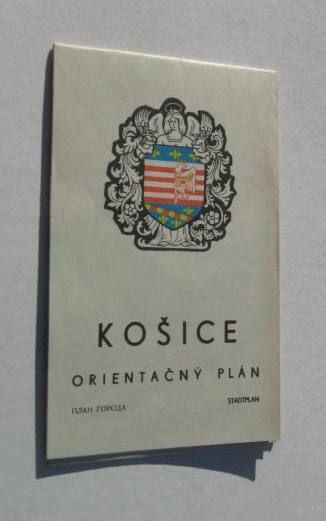 KOŠICE
ORIENTAČNÝ PLÁN
ПЛАН ГОРОДА STADTPLAN